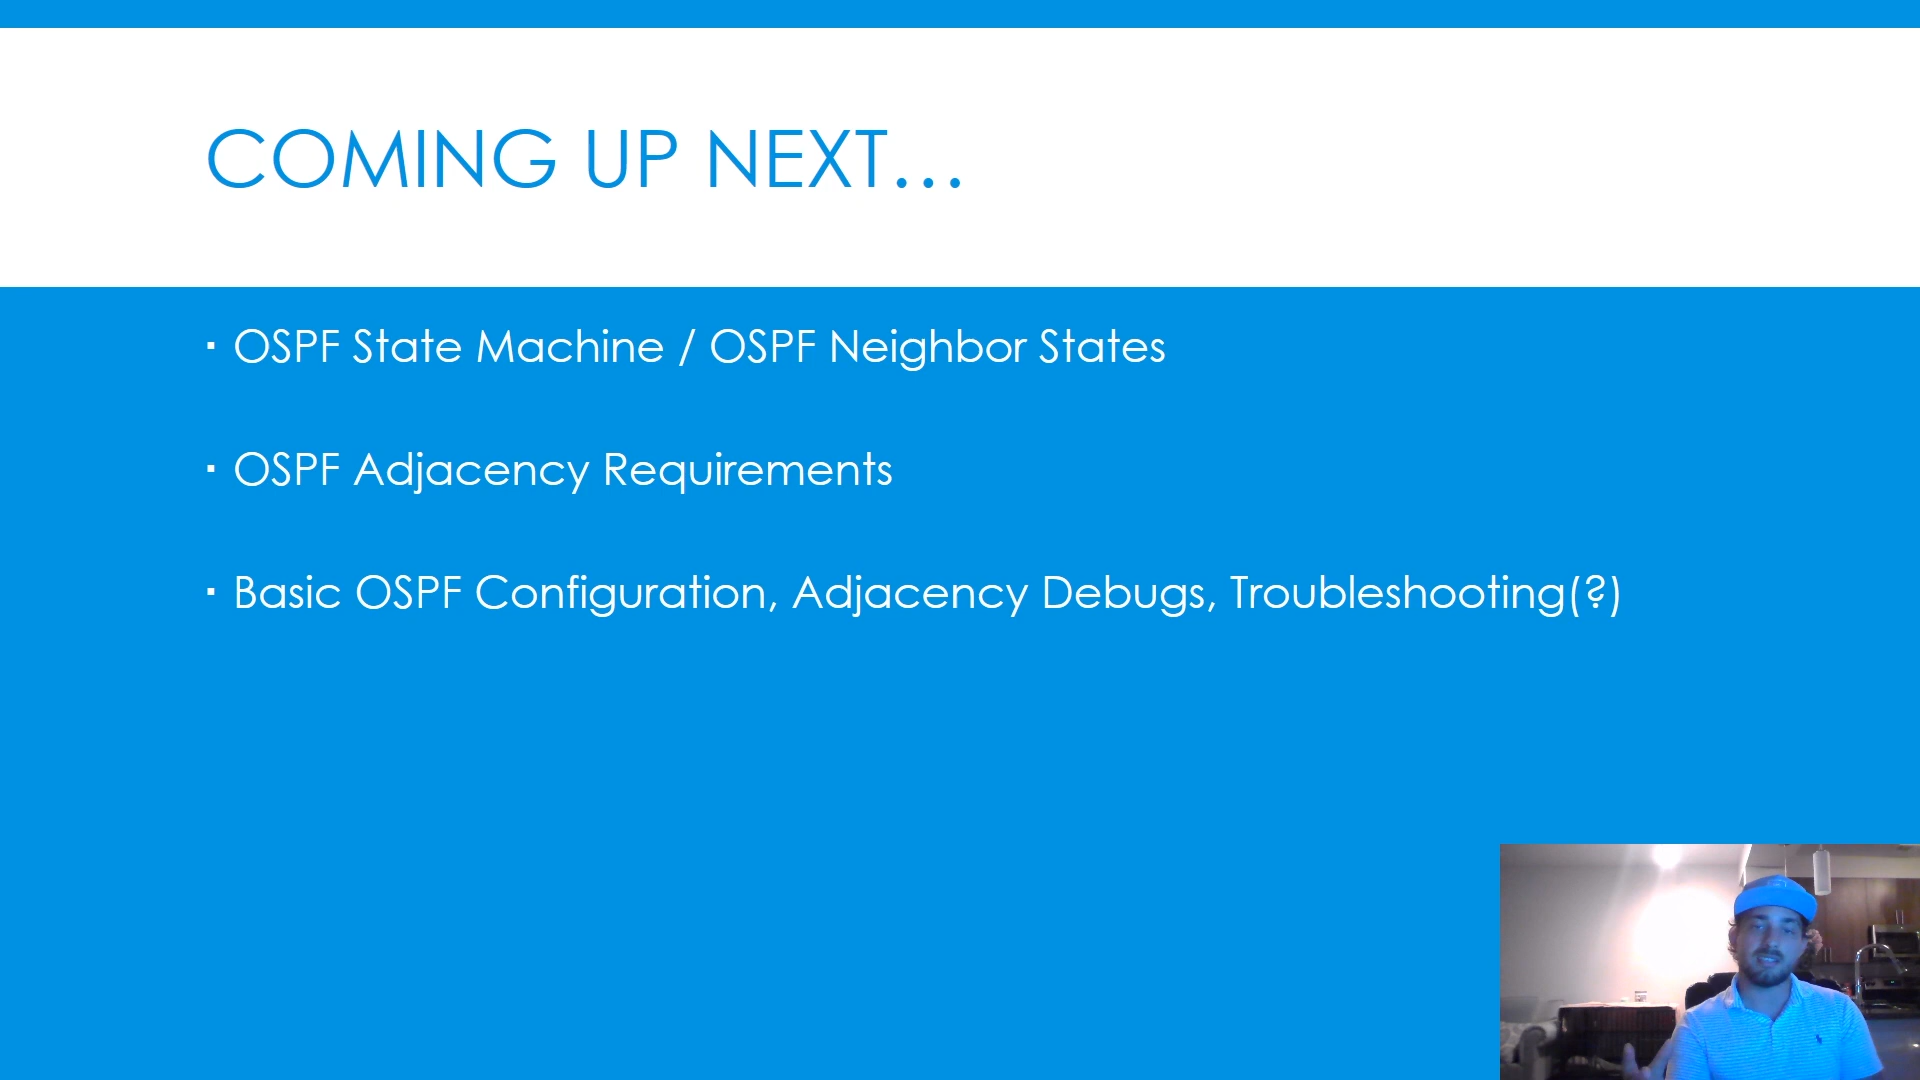 COMING UP NEXT…
▪ OSPF State Machine / OSPF Neighbor States
▪ OSPF Adjacency Requirements
▪ Basic OSPF Configuration, Adjacency Debugs, Troubleshooting(?)